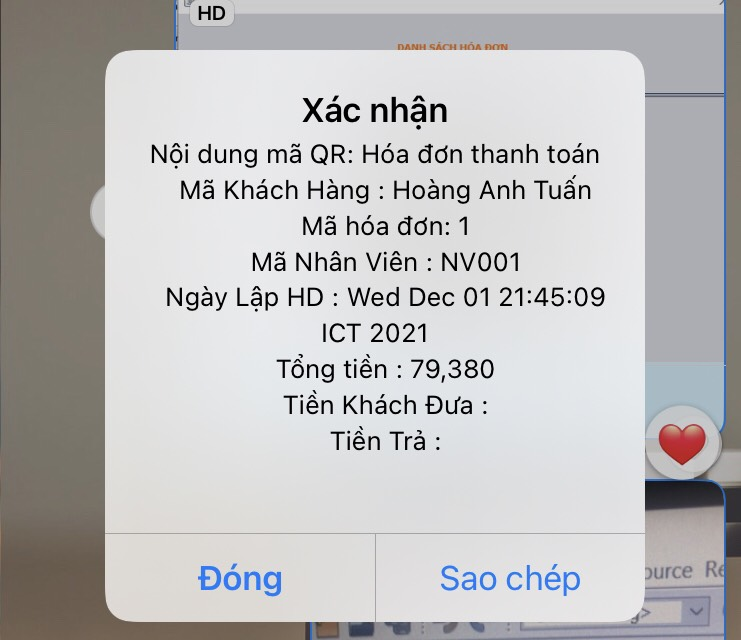 HD
DANH SÁCH HÓA ĐƠN
Xác nhận
Nội dung mã QR: Hóa đơn thanh toán
Mã Khách Hàng : Hoàng Anh Tuấn
Mã hóa đơn: 1
Mã Nhân Viên : NV001
Ngày Lập HD : Wed Dec 01 21:45:09
ICT 2021
Tổng tiền : 79,380
Tiền Khách Đưa :
Tiền Trả :
Đóng
Sao chép